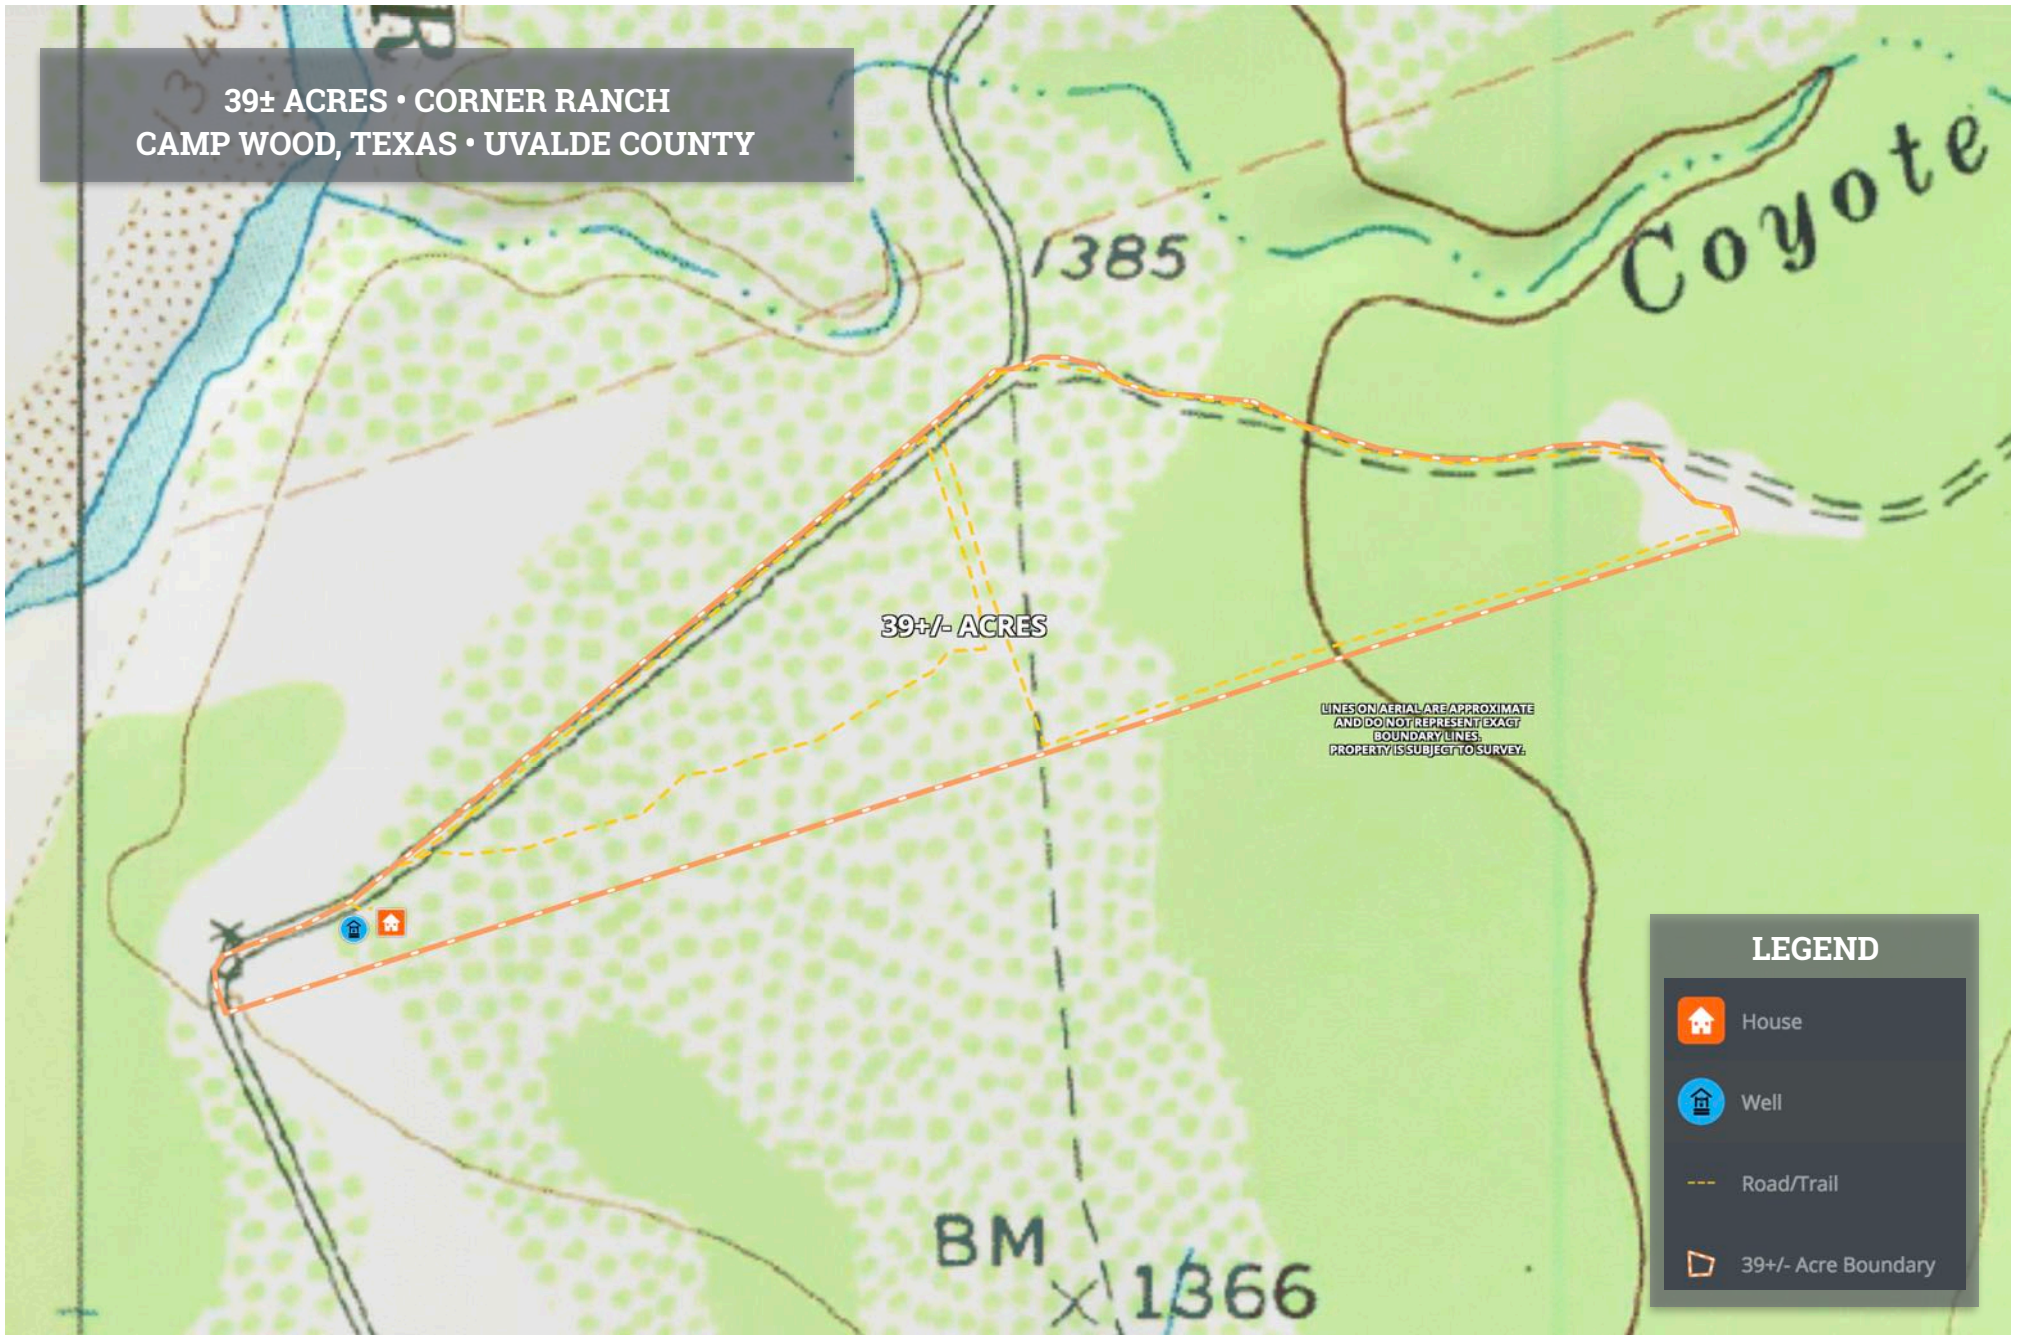 1340
R
39± ACRES • CORNER RANCH
CAMP WOOD, TEXAS • UVALDE COUNTY
Coyote
1385
39+/- ACRES
LINES ON AERIAL ARE APPROXIMATE
AND DO NOT REPRESENT EXACT
BOUNDARY LINES.
PROPERTY IS SUBJECT TO SURVEY.
BM
1366
LEGEND
House
Well
Road/Trail
39+/- Acre Boundary